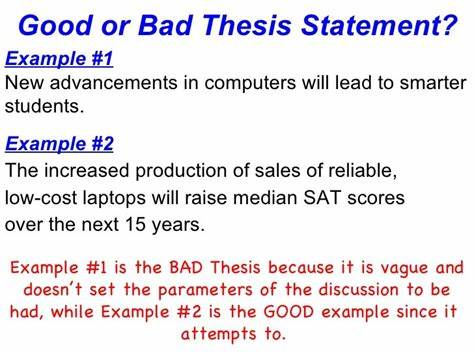 Good or Bad Thesis Statement?
Example #1
New advancements in computers will lead to smarter
students.
Example #2
The increased production of sales of reliable,
low-cost laptops will raise median SAT scores
over the next 15 years.
Example #1 is the BAD Thesis because it is vague and
doesn't set the parameters of the discussion to be
had, while Example #2 is the GOOD example since it
attempts to.